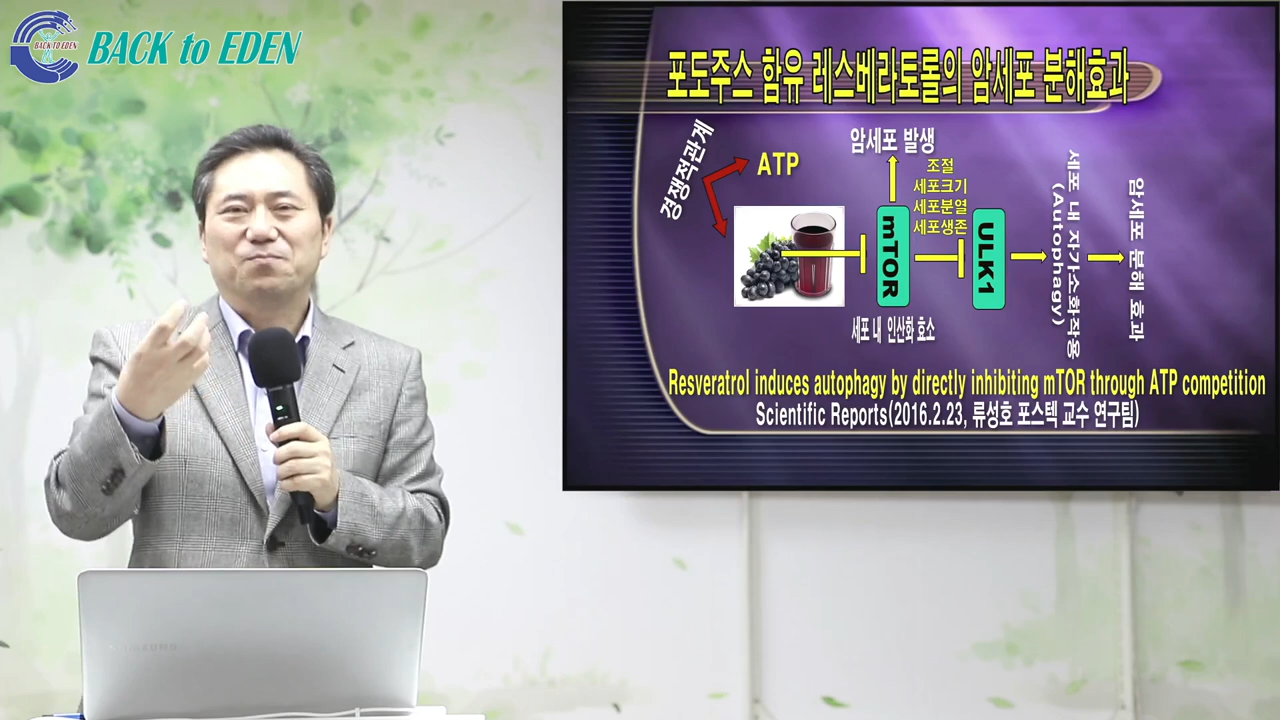 BACK TO EDEN
BACK to EDEN
포도주스 함유 레스베라토롤의 암세포 분해효과
경쟁적관계
ATP
암세포 발생
조절
세포크기
세포분열
세포생존
mTOR
ULK1
세포 내 자가소화작용
(Autophagy)
암세포 분해 효과
세포 내 인산화 효소
Resveratrol induces autophagy by directly inhibiting mTOR through ATP competition
Scientific Reports(2016.2.23, 류성호 포스텍 교수 연구팀)
SAMSUNG